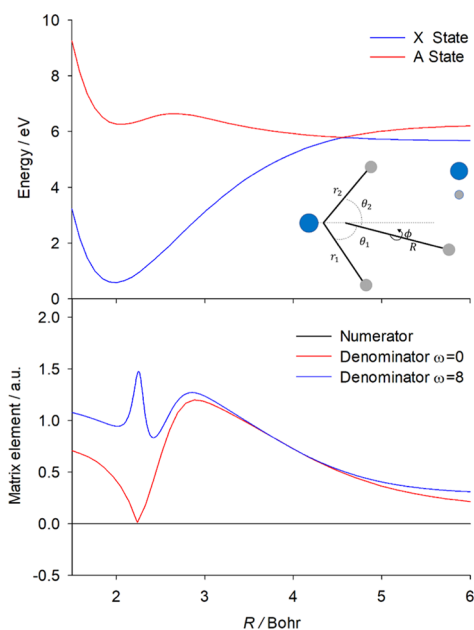 X State
A State
10
8
6
4
2
0
Energy / eV
r₂
θ₂
θ₁
r₁
ϕ
R
2.0
1.5
1.0
0.5
0.0
-0.5
Matrix element / a.u.
Numerator
Denominator ω=0
Denominator ω=8
2 3 4 5 6
R / Bohr